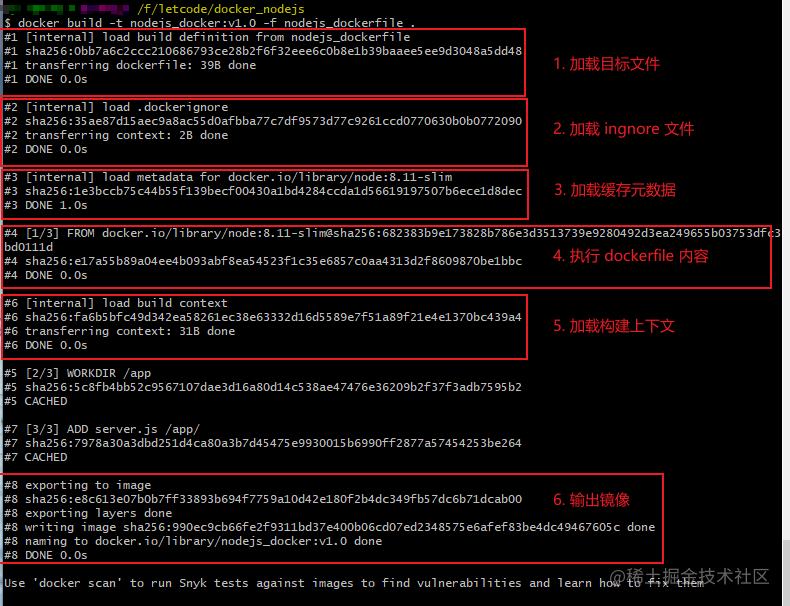 /f/letcode/docker_nodejs
$ docker build -t nodejs_docker:v1.0 -f nodejs_dockerfile .
#1 [internal] load build definition from nodejs_dockerfile
#1 sha256:0bb7a6c2ccc210686793ce28b2f6f32eee6c0b8e1b39baaee5ee9d3048a5dd48
#1 transferring dockerfile: 39B done
#1 DONE 0.0s
1. 加载目标文件
#2 [internal] load .dockerignore
#2 sha256:35ae87d15aec9a8ac55d0afbba77c7df9573d77c9261ccd0770630b0b0772090
#2 transferring context: 2B done
#2 DONE 0.0s
2. 加载 ingnore 文件
#3 [internal] load metadata for docker.io/library/node:8.11-slim
#3 sha256:1e3bccb75c44b55f139becf00430a1bd4284ccda1d56619197507b6ece1d8dec
#3 DONE 1.0s
3. 加载缓存元数据
#4 [1/3] FROM docker.io/library/node:8.11-slim@sha256:682383b9e173828b786e3d3513739e9280492d3ea249655b03753dfc3
bd0111d
#4 sha256:e17a55b89a04ee4b093abf8ea54523f1c35e6857c0aa4313d2f8609870be1bbc
#4 DONE 0.0s
4. 执行 dockerfile 内容
#6 [internal] load build context
#6 sha256:fa6b5bfc49d342ea58261ec38e63332d16d5589e7f51a89f21e4e1370bc439a4
#6 transferring context: 31B done
#6 DONE 0.0s
5. 加载构建上下文
#5 [2/3] WORKDIR /app
#5 sha256:5c8fb4bb52c9567107dae3d16a80d14c538ae47476e36209b2f37f3adb7595b2
#5 CACHED
#7 [3/3] ADD server.js /app/
#7 sha256:7978a30a3dbd251d4ca80a3b7d45475e9930015b6990ff2877a57454253be264
#7 CACHED
#8 exporting to image
#8 sha256:e8c613e07b0b7ff33893b694f7759a10d42e180f2b4dc349fb57dc6b71dcab00
#8 exporting layers done
#8 writing image sha256:990ec9cb66fe2f9311bd37e400b06cd07ed2348575e6afef83be4dc49467605c done
#8 naming to docker.io/library/nodejs_docker:v1.0 done
#8 DONE 0.0s
6. 输出镜像
Use 'docker scan' to run Snyk tests against images to find vulnerabilities and learn how to fix them
@稀土掘金技术社区